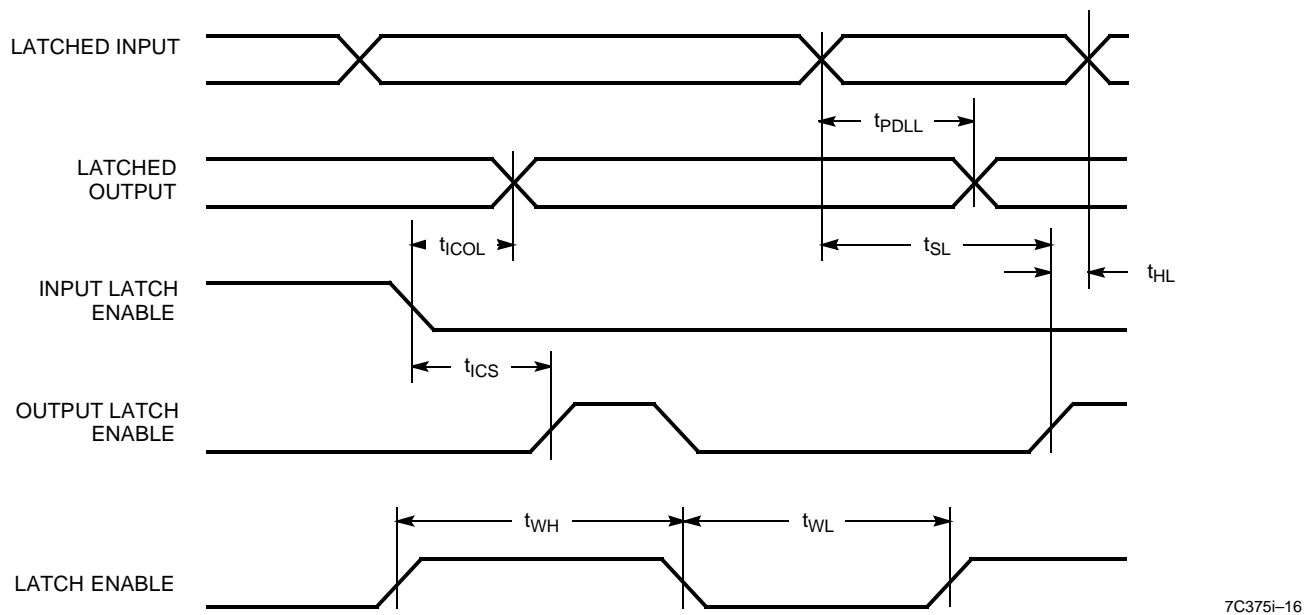 LATCHED INPUT
tPDLL
LATCHED
OUTPUT
tICOL
tSL
INPUT LATCH
ENABLE
tHL
tICS
OUTPUT LATCH
ENABLE
tWH
tWL
LATCH ENABLE
7C375i–16